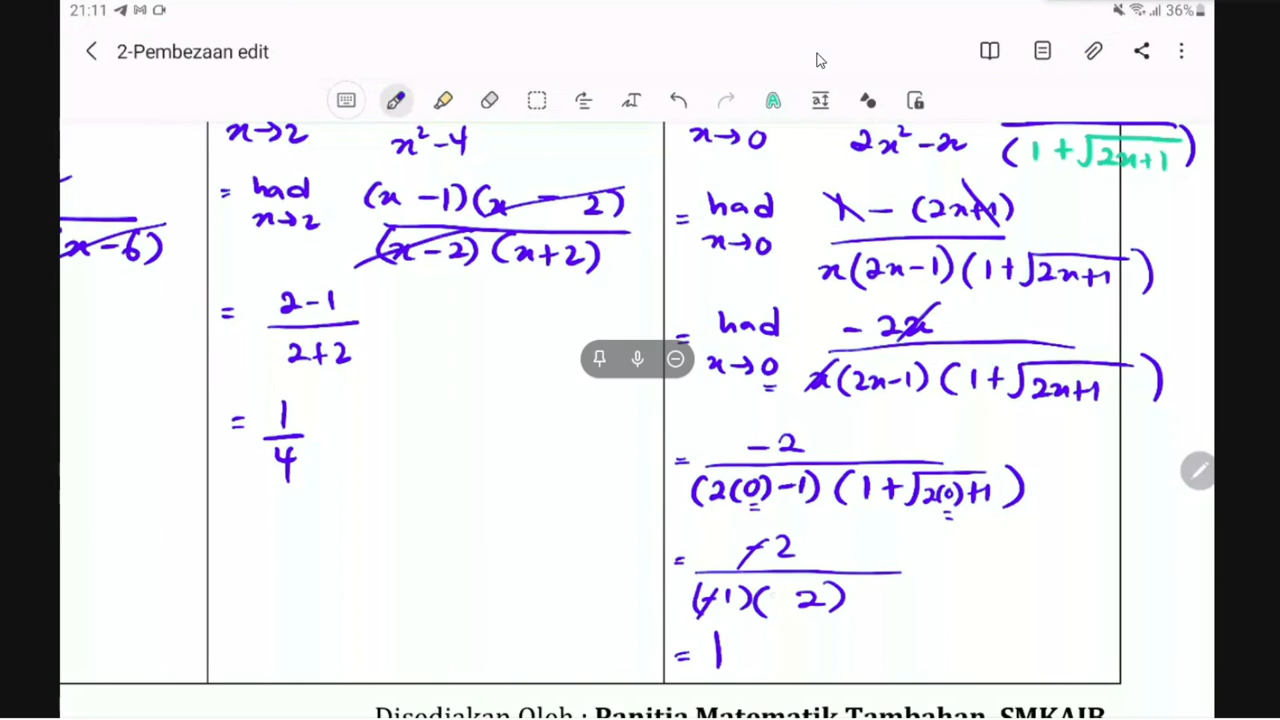 21:11
36%
2-Pembezaan edit
(x-6)
x→2 x²-4
= had x→2 (x-1)(x-2) / (x-2)(x+2)
= 2-1 / 2+2
= 1/4
x→0 2x²-x (1+√2x+1)
= had x→0 1-(2x+1) / x(2x-1)(1+√2x+1)
= had x→0 -2x / x(2x-1)(1+√2x+1)
= -2 / (2(0)-1)(1+√2(0)+1)
= -2 / (-1)(2)
= 1
Disediakan Oleh : Panitia Matematik Tambahan, SMKAJB